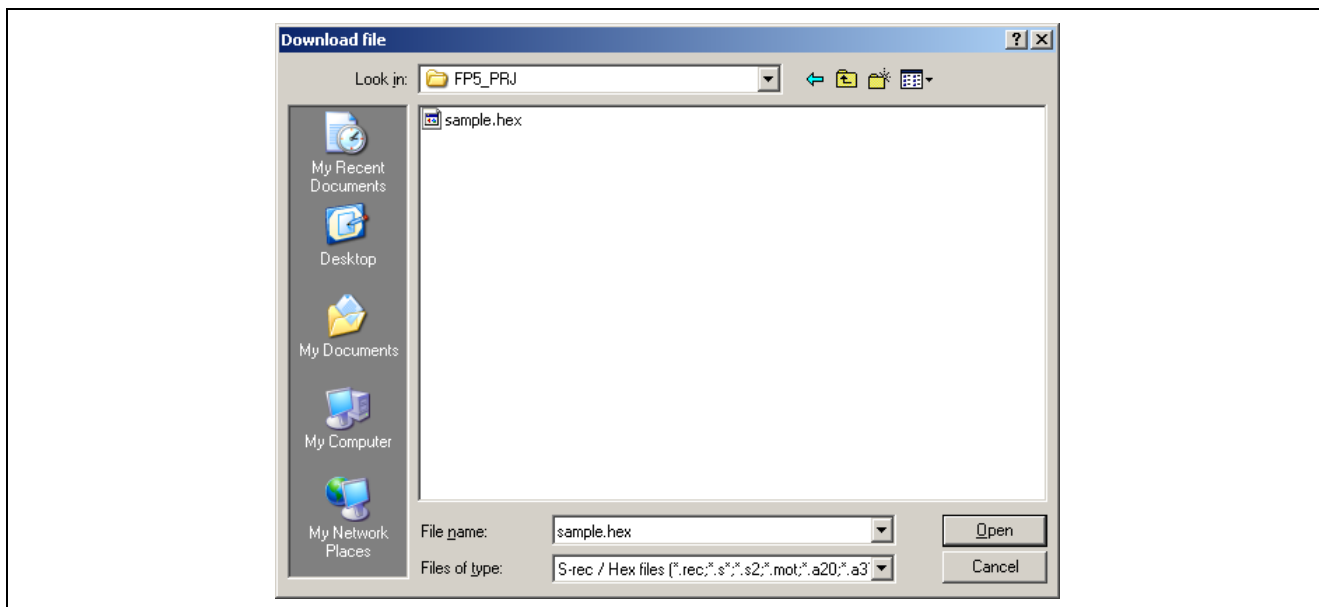 Download file
Look in: FP5_PRJ
sample.hex
My Recent
Documents
Desktop
My Documents
My Computer
My Network
Places
File name: sample.hex
Open
Files of type: S-rec / Hex files (*.rec;*.s*;*.s2;*.mot;*.a20;*.a3
Cancel